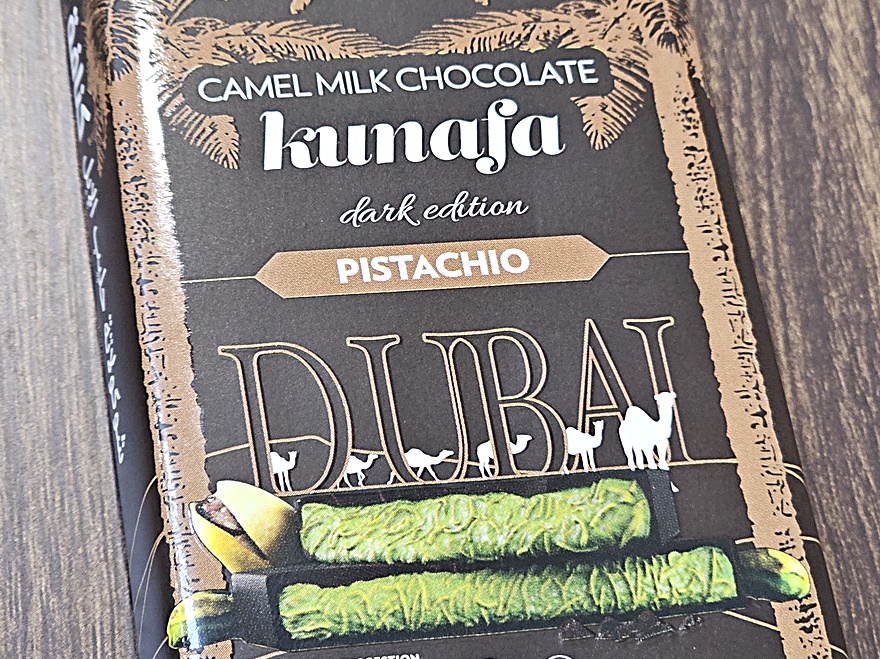 CAMEL MILK CHOCOLATE
kunafa
dark edition
PISTACHIO
DUBAI